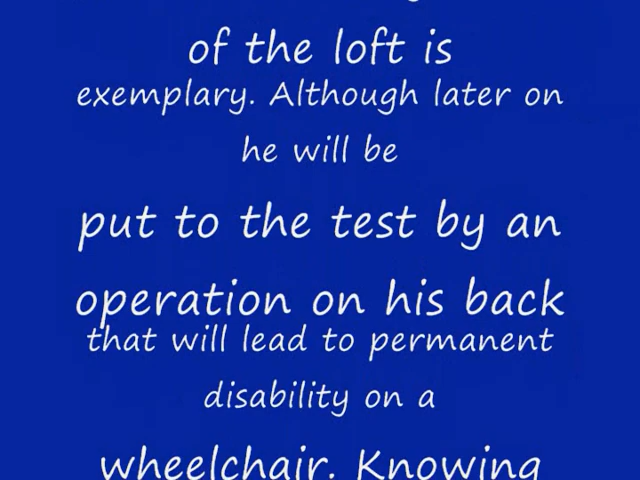 of the loft is
exemplary. Although later on
he will be
put to the test by an
operation on his back
that will lead to permanent
disability on a
wheelchair. Knowing